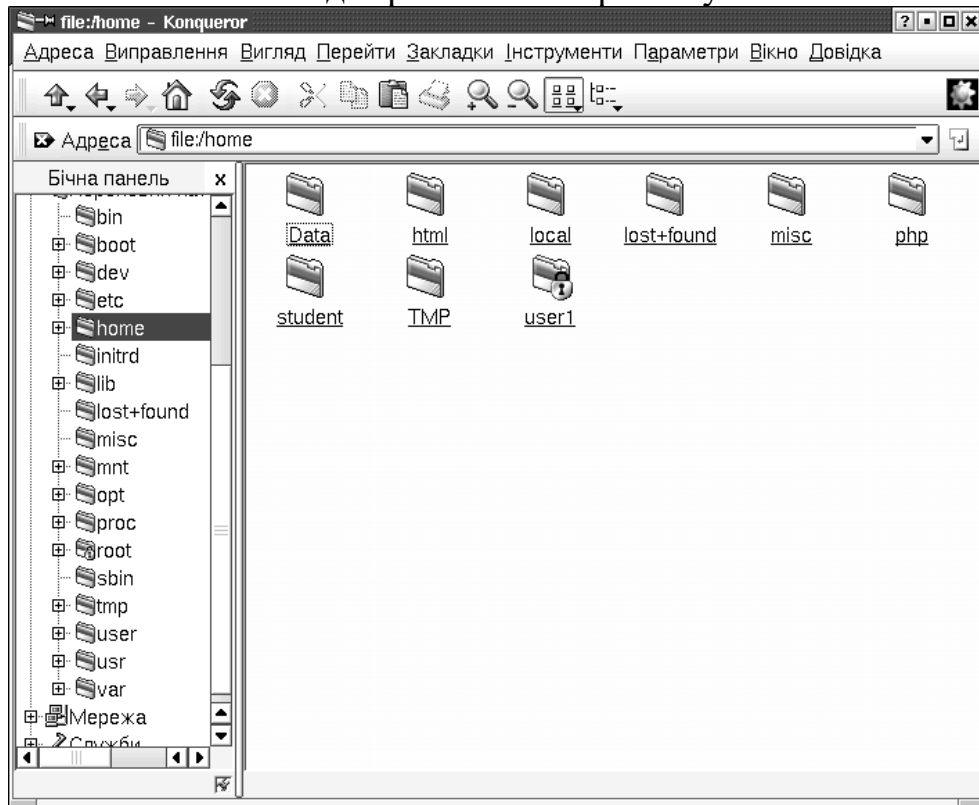 file:/home - Konqueror
Адреса Виправлення Вигляд Перейти Закладки Інструменти Параметри Вікно Довідка
Адреса file:/home
Бічна панель
bin
boot
dev
etc
home
initrd
lib
lost+found
misc
mnt
opt
proc
root
sbin
tmp
user
usr
var
Мережа
Служби
Data html local lost+found misc php
student TMP user1